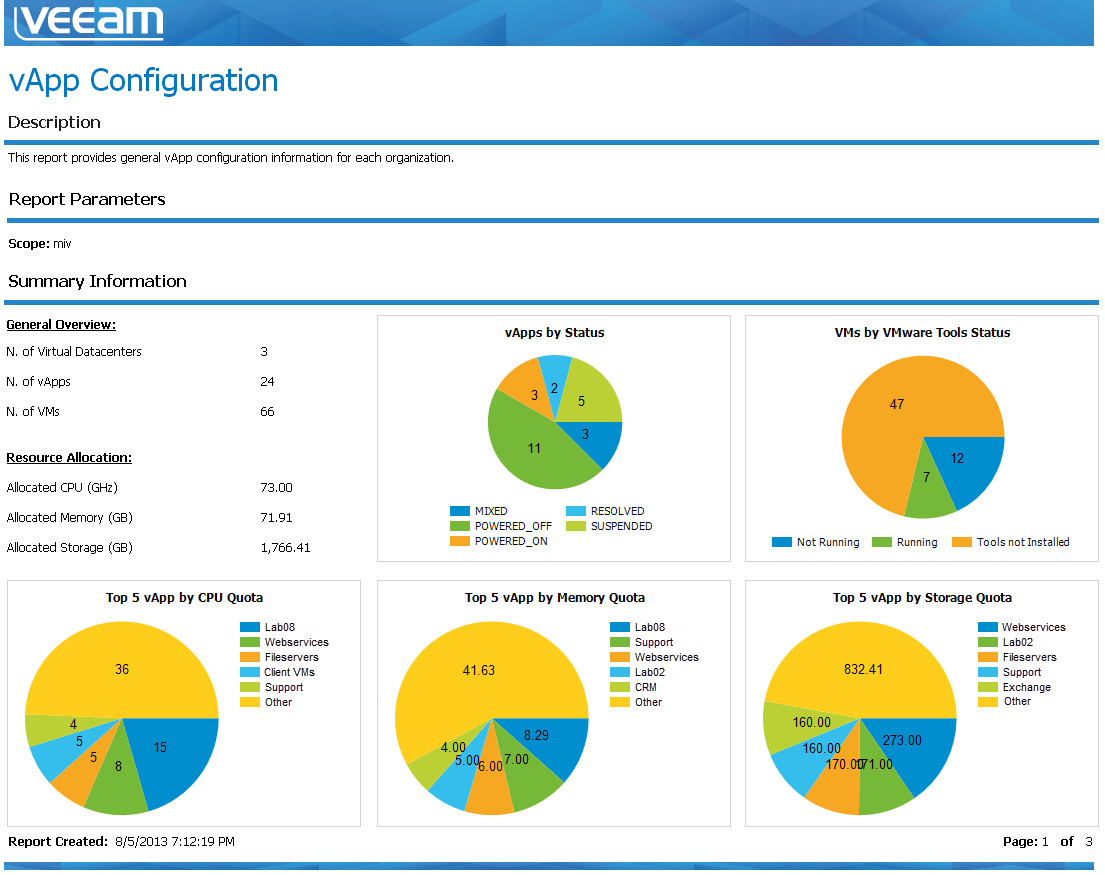 veeam
vApp Configuration
Description
This report provides general vApp configuration information for each organization.
Report Parameters
Scope: miv
Summary Information
General Overview:
N. of Virtual Datacenters 3
N. of vApps 24
N. of VMs 66
Resource Allocation:
Allocated CPU (GHz) 73.00
Allocated Memory (GB) 71.91
Allocated Storage (GB) 1,766.41
vApps by Status
2
3
5
3
11
MIXED RESOLVED
POWERED_OFF SUSPENDED
POWERED_ON
VMs by VMware Tools Status
47
12
7
Not Running Running Tools not Installed
Top 5 vApp by CPU Quota
36
4
5
5
8
15
Lab08
Webservices
Fileservers
Client VMs
Support
Other
Top 5 vApp by Memory Quota
41.63
4.00
5.00
6.00
7.00
8.29
Lab08
Support
Webservices
Lab02
CRM
Other
Top 5 vApp by Storage Quota
832.41
160.00
160.00
170.00
171.00
273.00
Webservices
Lab02
Fileservers
Support
Exchange
Other
Report Created: 8/5/2013 7:12:19 PM
Page: 1 of 3